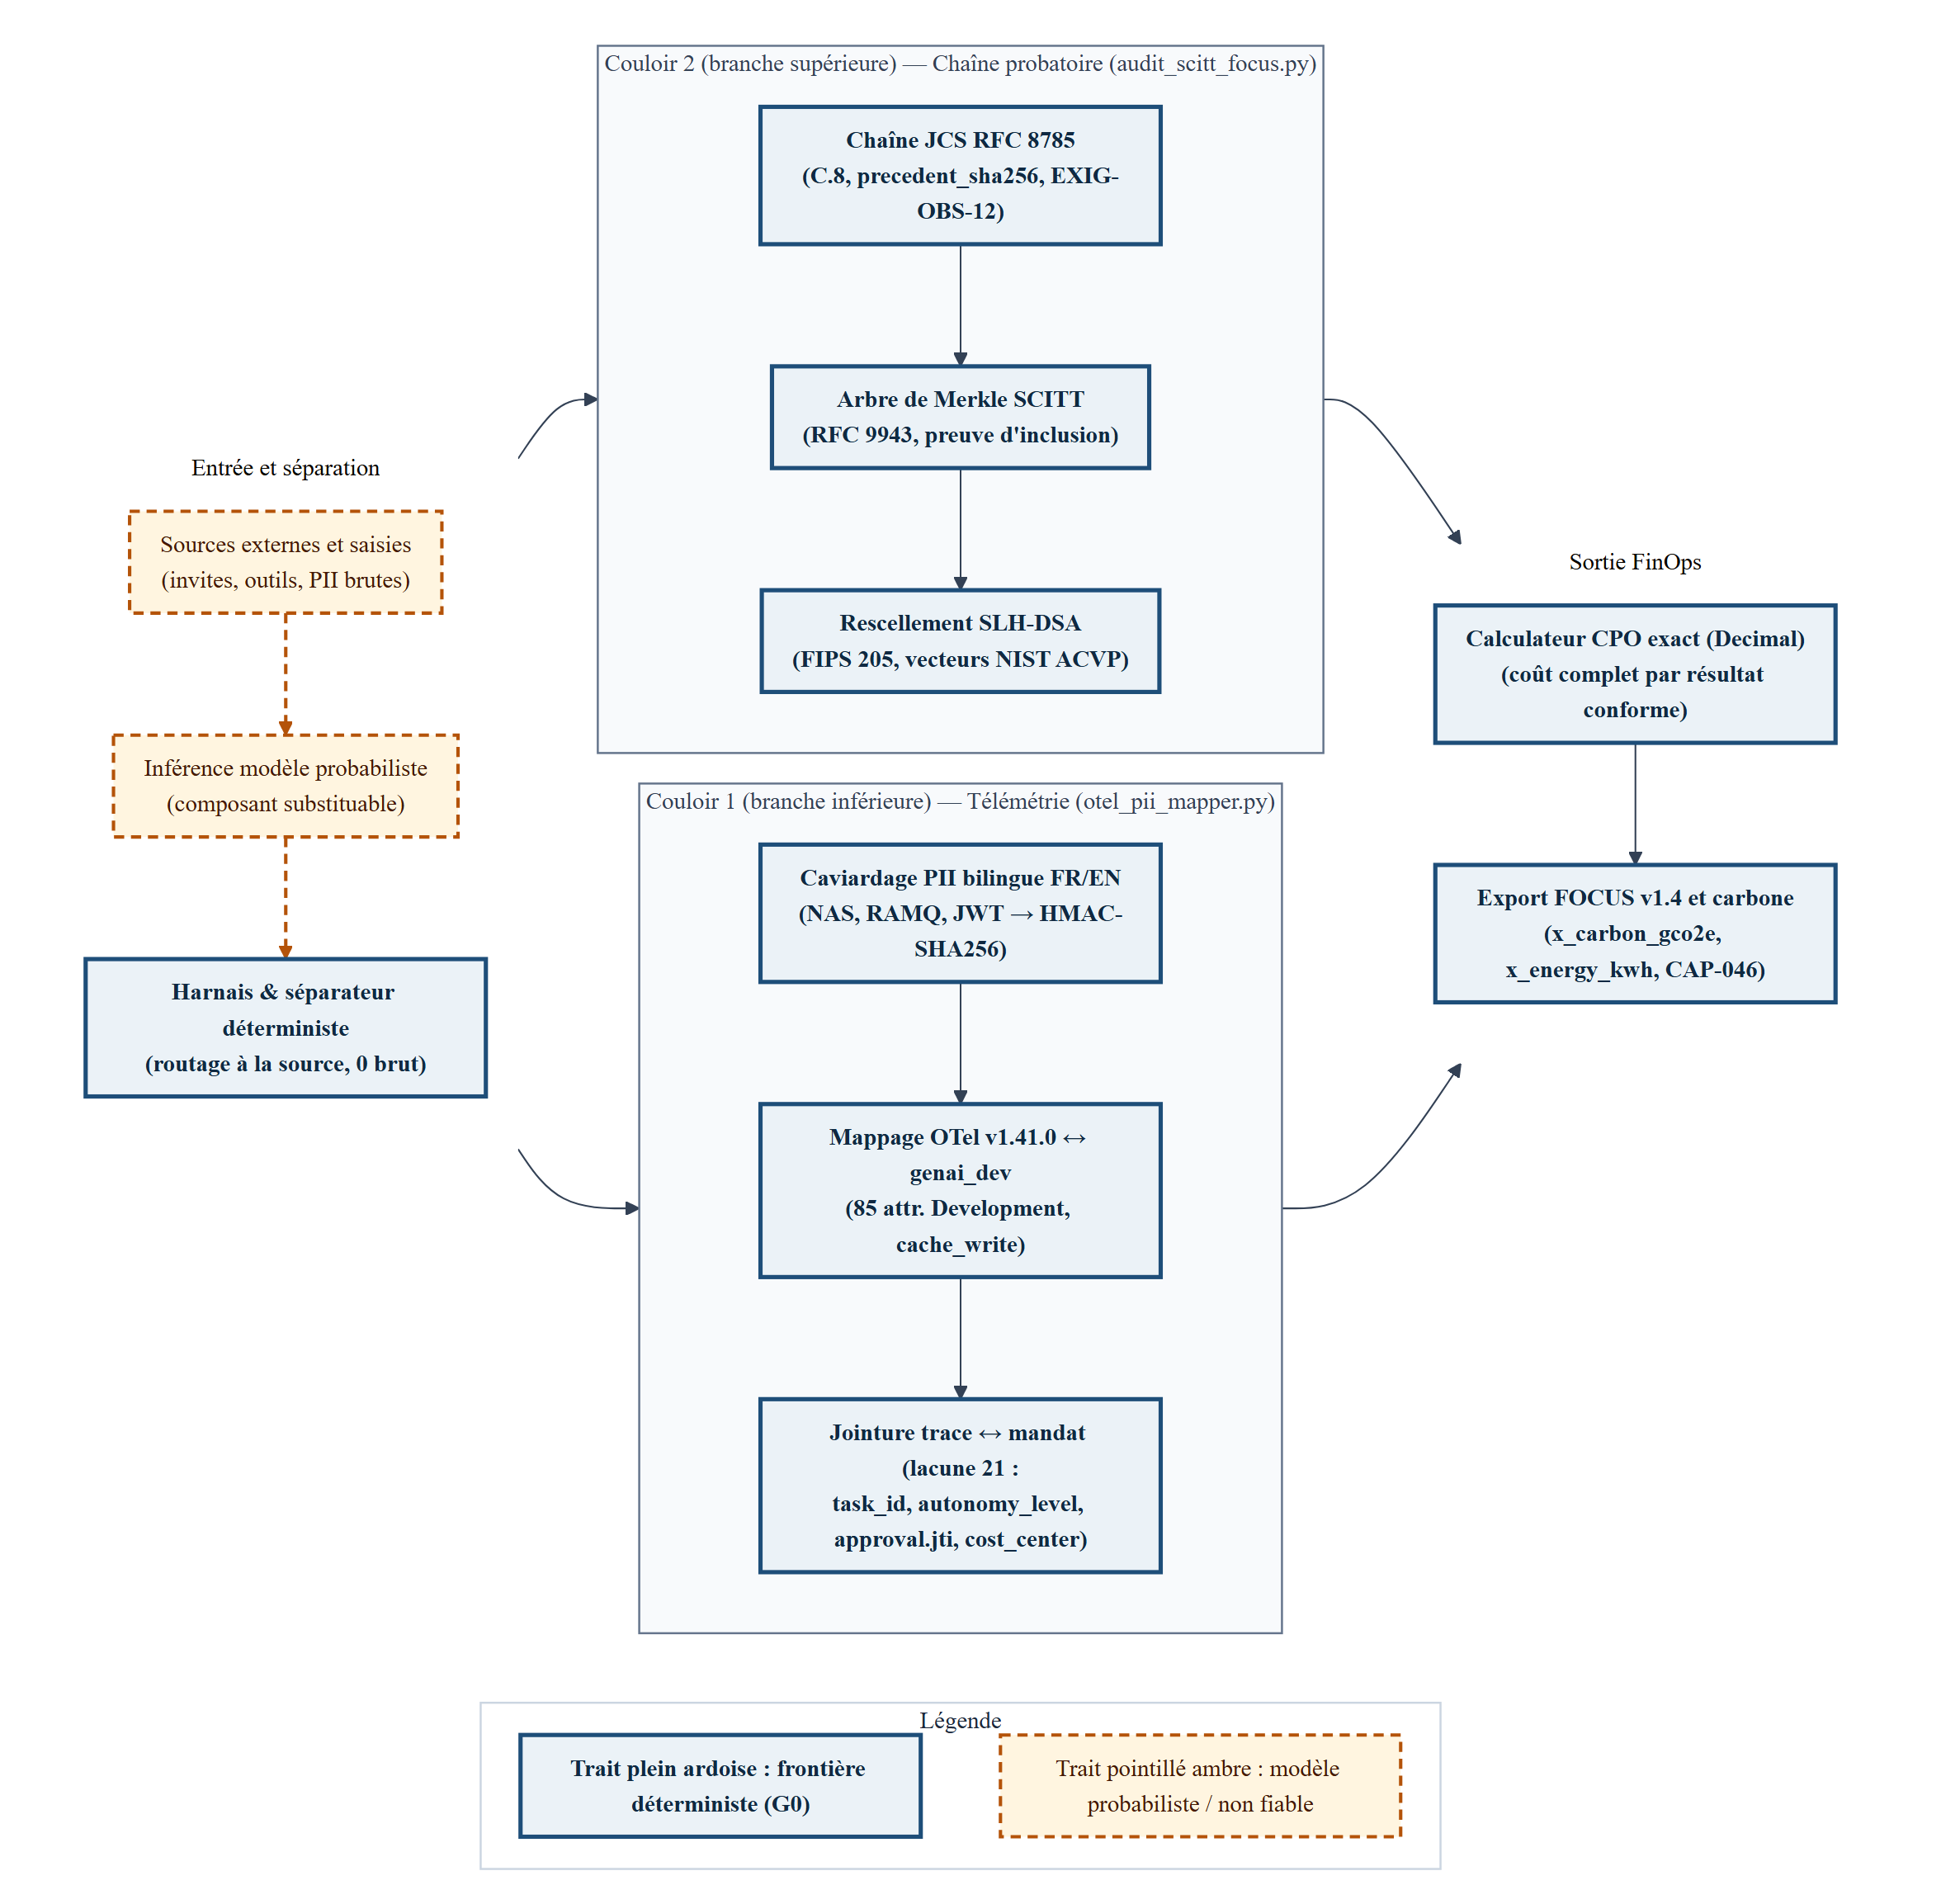 Couloir 2 (branche supérieure) — Chaîne probatoire (audit_scitt_focus.py)
Chaîne JCS RFC 8785
(C.8, precedent_sha256, EXIG-
OBS-12)
Arbre de Merkle SCITT
(RFC 9943, preuve d'inclusion)
Rescellement SLH-DSA
(FIPS 205, vecteurs NIST ACVP)
Entrée et séparation
Sources externes et saisies
(invites, outils, PII brutes)
Inférence modèle probabiliste
(composant substituable)
Harnais & séparateur
déterministe
(routage à la source, 0 brut)
Couloir 1 (branche inférieure) — Télémétrie (otel_pii_mapper.py)
Caviardage PII bilingue FR/EN
(NAS, RAMQ, JWT → HMAC-
SHA256)
Mappage OTel v1.41.0 ↔
genai_dev
(85 attr. Development,
cache_write)
Jointure trace ↔ mandat
(lacune 21 :
task_id, autonomy_level,
approval.jti, cost_center)
Sortie FinOps
Calculateur CPO exact (Decimal)
(coût complet par résultat
conforme)
Export FOCUS v1.4 et carbone
(x_carbon_gco2e,
x_energy_kwh, CAP-046)
Légende
Trait plein ardoise : frontière
déterministe (G0)
Trait pointillé ambre : modèle
probabiliste / non fiable